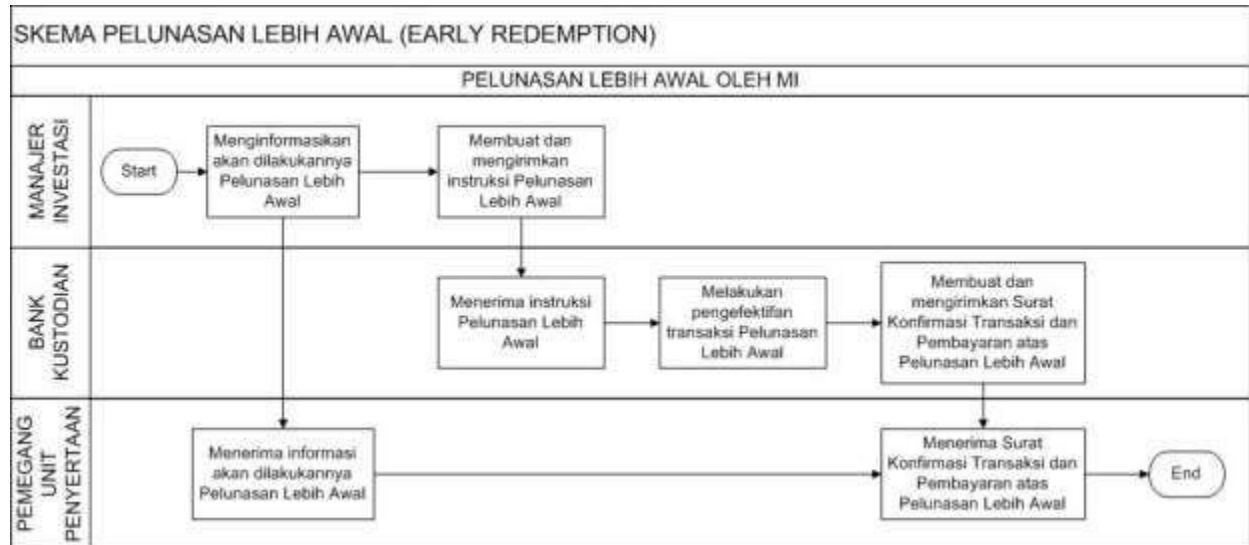 SKEMA PELUNASAN LEBIH AWAL (EARLY REDEMPTION)
PELUNASAN LEBIH AWAL OLEH MI
MANAJER
INVESTASI
Start
Menginformasikan
akan dilakukannya
Pelunasan Lebih
Awal
Membuat dan
mengirimkan
instruksi Pelunasan
Lebih Awal
BANK
KUSTODIAN
Menerima instruksi
Pelunasan Lebih
Awal
Melakukan
pengefektifan
transaksi Pelunasan
Lebih Awal
Membuat dan
mengirimkan Surat
Konfirmasi Transaksi dan
Pembayaran atas
Pelunasan Lebih Awal
PEMEGANG
UNIT
PENYERTAAN
Menerima informasi
akan dilakukannya
Pelunasan Lebih Awal
Menerima Surat
Konfirmasi Transaksi dan
Pembayaran atas
Pelunasan Lebih Awal
End